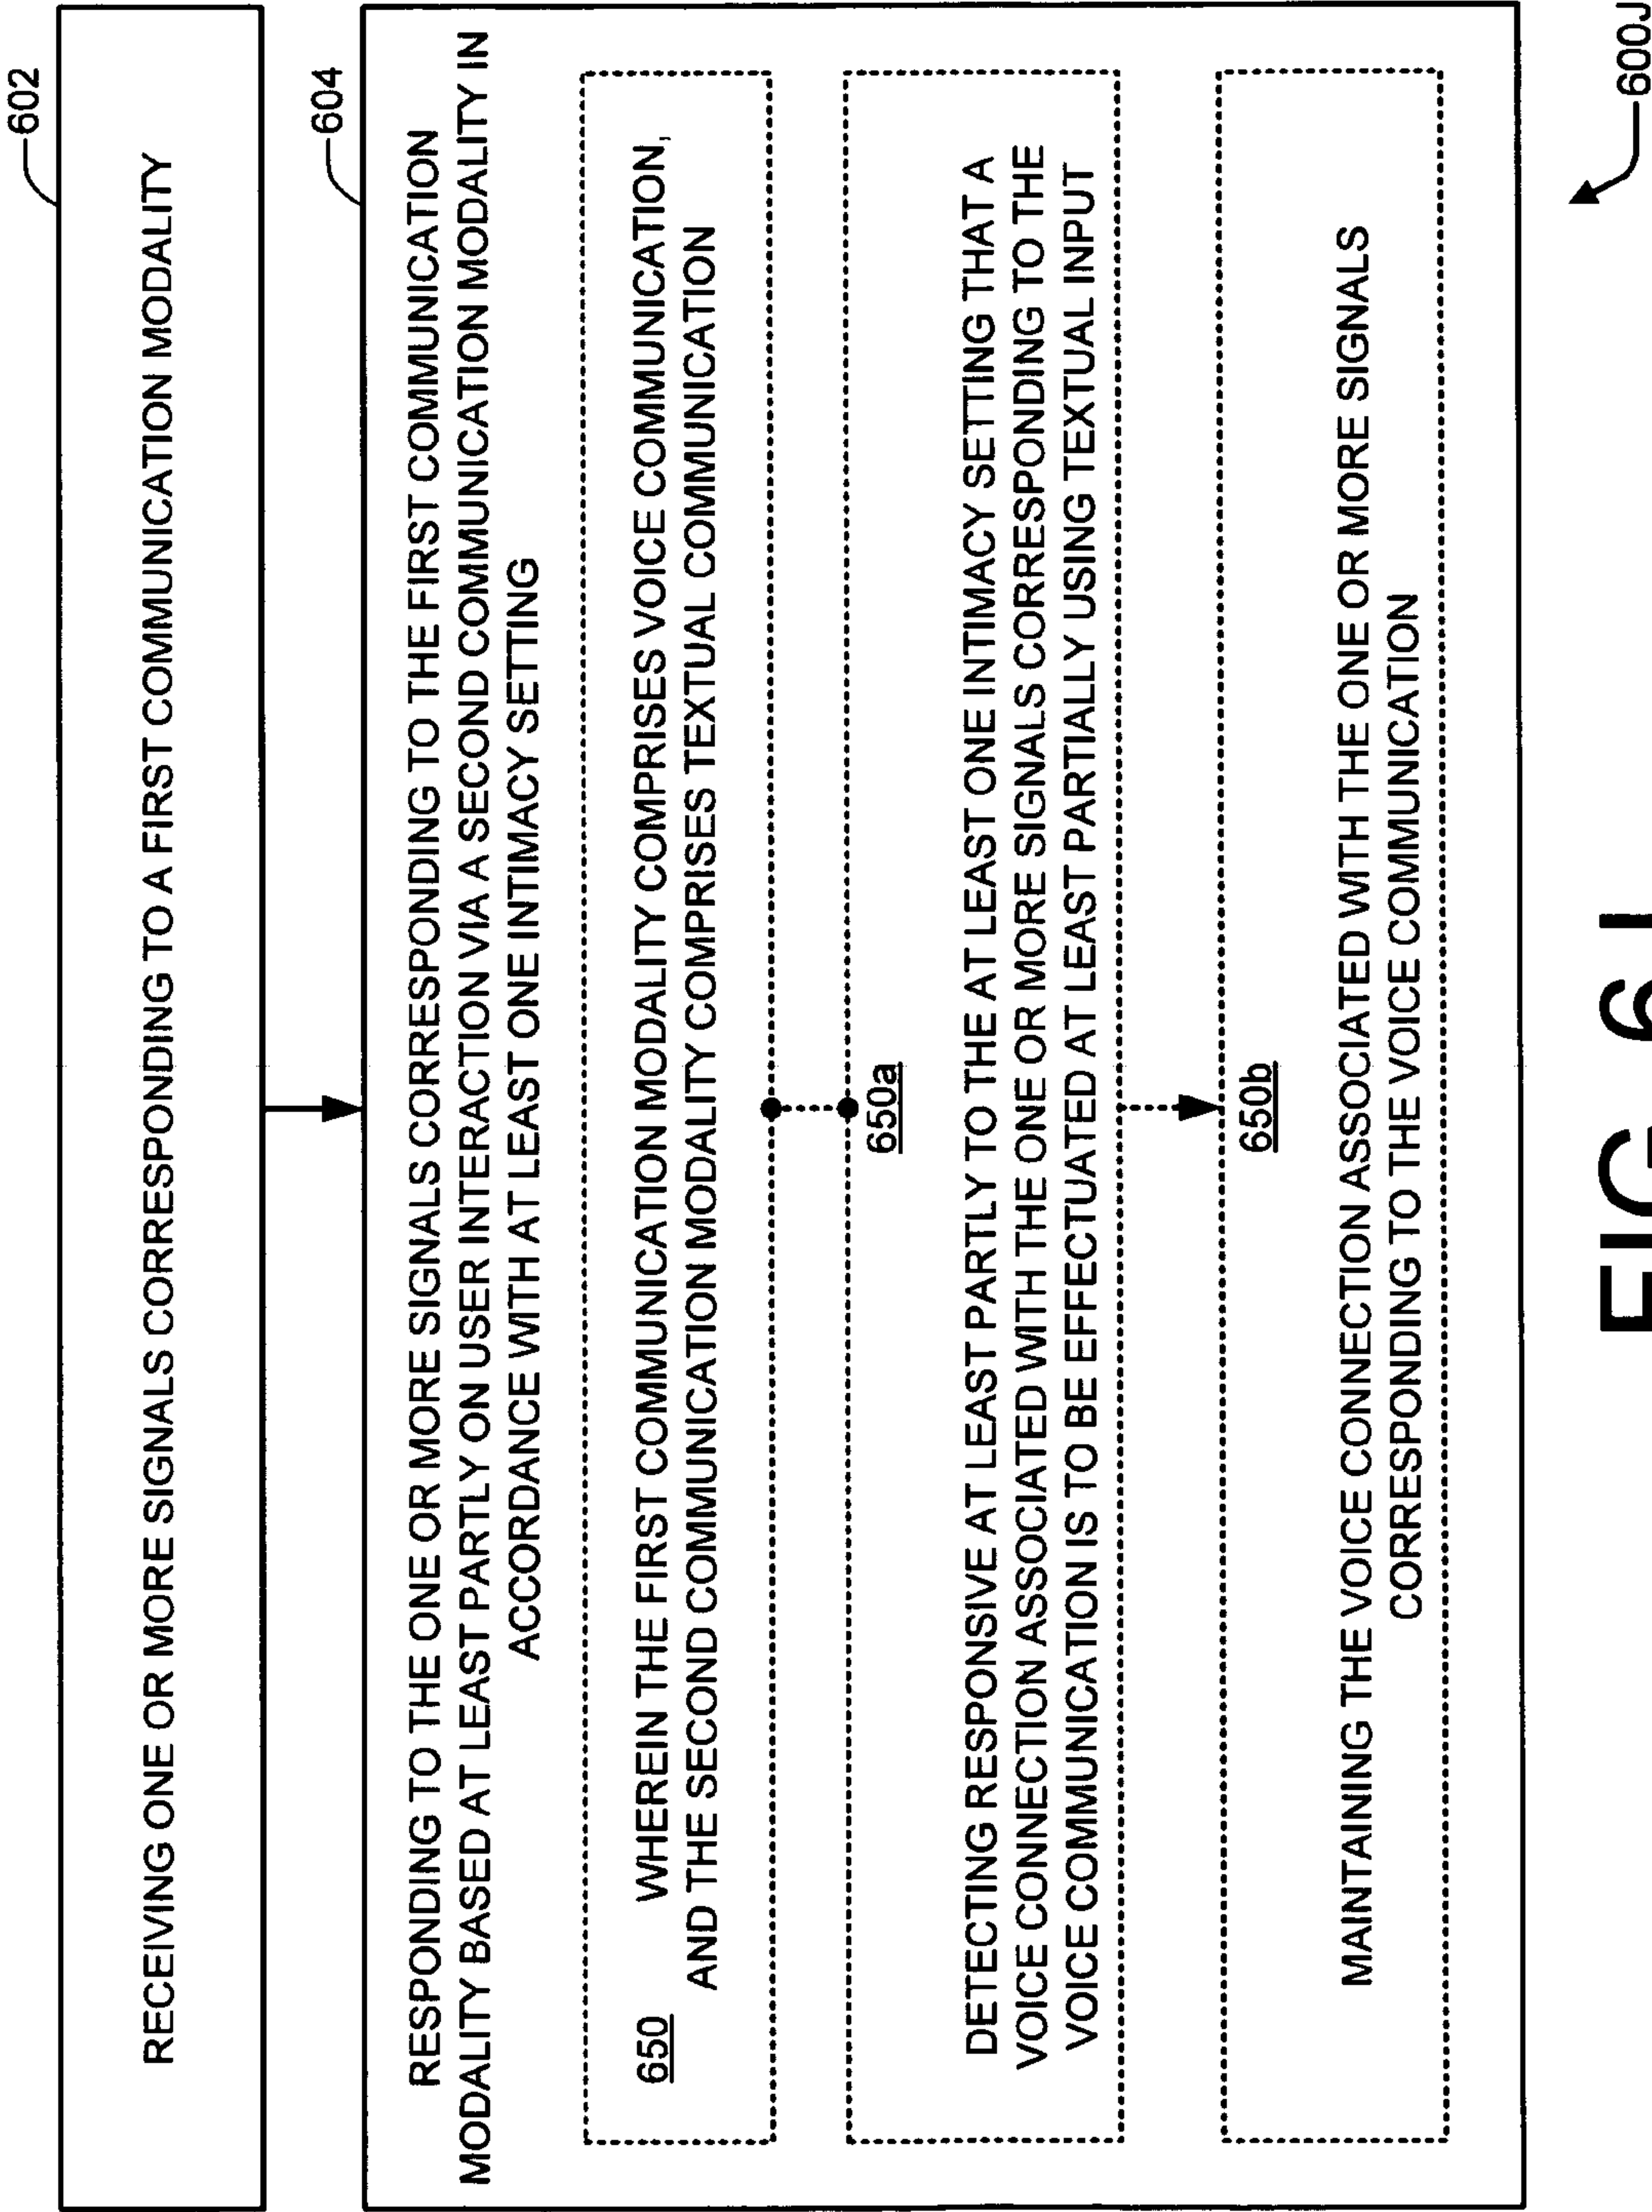 602
RECEIVING ONE OR MORE SIGNALS CORRESPONDING TO A FIRST COMMUNICATION MODALITY
604
RESPONDING TO THE ONE OR MORE SIGNALS CORRESPONDING TO THE FIRST COMMUNICATION
MODALITY BASED AT LEAST PARTLY ON USER INTERACTION VIA A SECOND COMMUNICATION MODALITY IN
ACCORDANCE WITH AT LEAST ONE INTIMACY SETTING
650 WHEREIN THE FIRST COMMUNICATION MODALITY COMPRISES VOICE COMMUNICATION,
AND THE SECOND COMMUNICATION MODALITY COMPRISES TEXTUAL COMMUNICATION
650a
DETECTING RESPONSIVE AT LEAST PARTLY TO THE AT LEAST ONE INTIMACY SETTING THAT A
VOICE CONNECTION ASSOCIATED WITH THE ONE OR MORE SIGNALS CORRESPONDING TO THE
VOICE COMMUNICATION IS TO BE EFFECTUATED AT LEAST PARTIALLY USING TEXTUAL INPUT
650b
MAINTAINING THE VOICE CONNECTION ASSOCIATED WITH THE ONE OR MORE SIGNALS
CORRESPONDING TO THE VOICE COMMUNICATION
600J